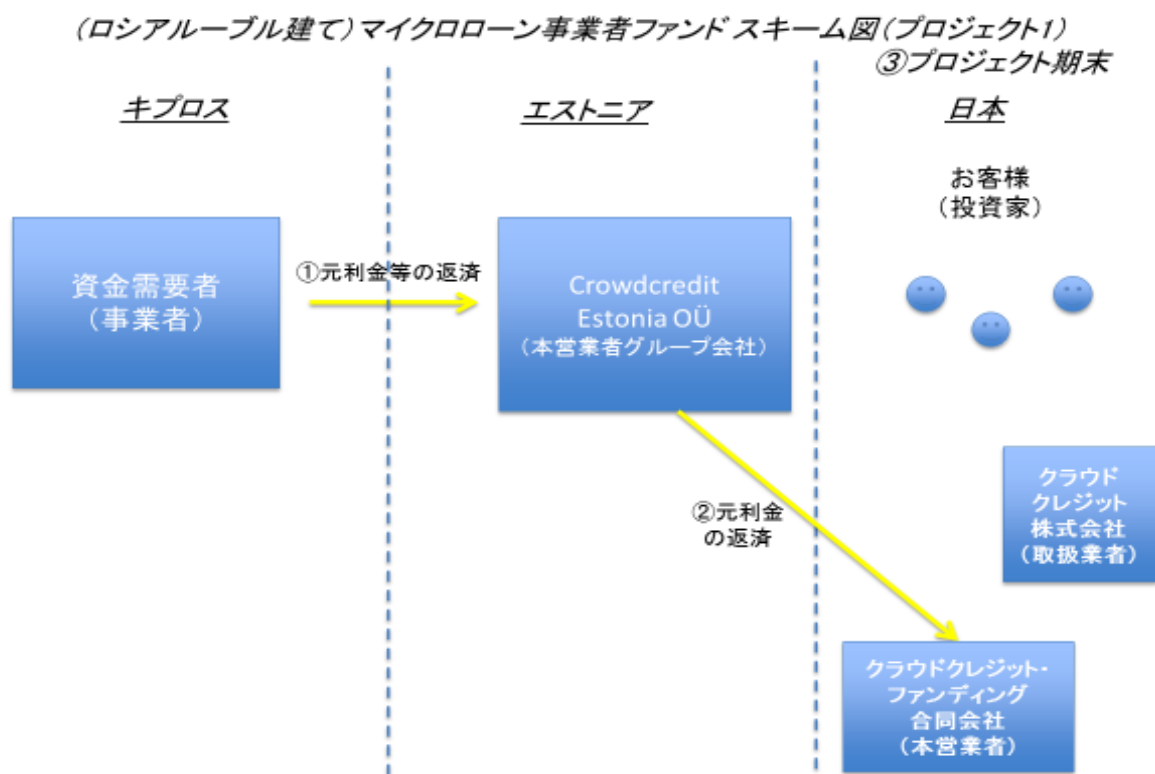 (ロシアルーブル建て)マイクロローン事業者ファンド スキーム図(プロジェクト1)
③プロジェクト期末
キプロス
エストニア
日本
お客様
(投資家)
資金需要者
(事業者)
①元利金等の返済
Crowdcredit
Estonia OÜ
(本営業者グループ会社)
クラウド
クレジット
株式会社
(取扱業者)
②元利金
の返済
クラウドクレジット・
ファンディング
合同会社
(本営業者)